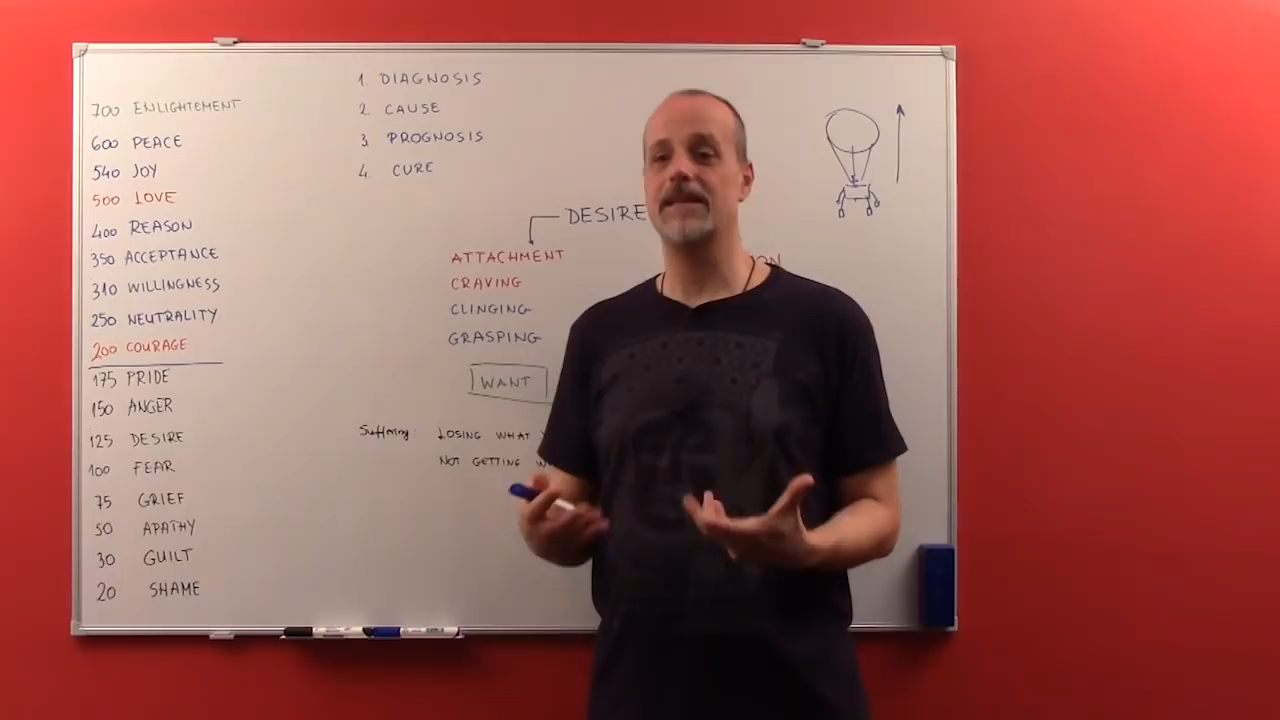 700 ENLIGHTEMENT
600 PEACE
540 JOY
500 LOVE
400 REASON
350 ACCEPTANCE
310 WILLINGNESS
250 NEUTRALITY
200 COURAGE
175 PRIDE
150 ANGER
125 DESIRE
100 FEAR
75 GRIEF
50 APATHY
30 GUILT
20 SHAME
1. DIAGNOSIS
2. CAUSE
3. PROGNOSIS
4. CURE
DESIRE
ATTACHMENT
CRAVING
CLINGING
GRASPING
WANT
Suffering: LOSING WHAT
NOT GETTING